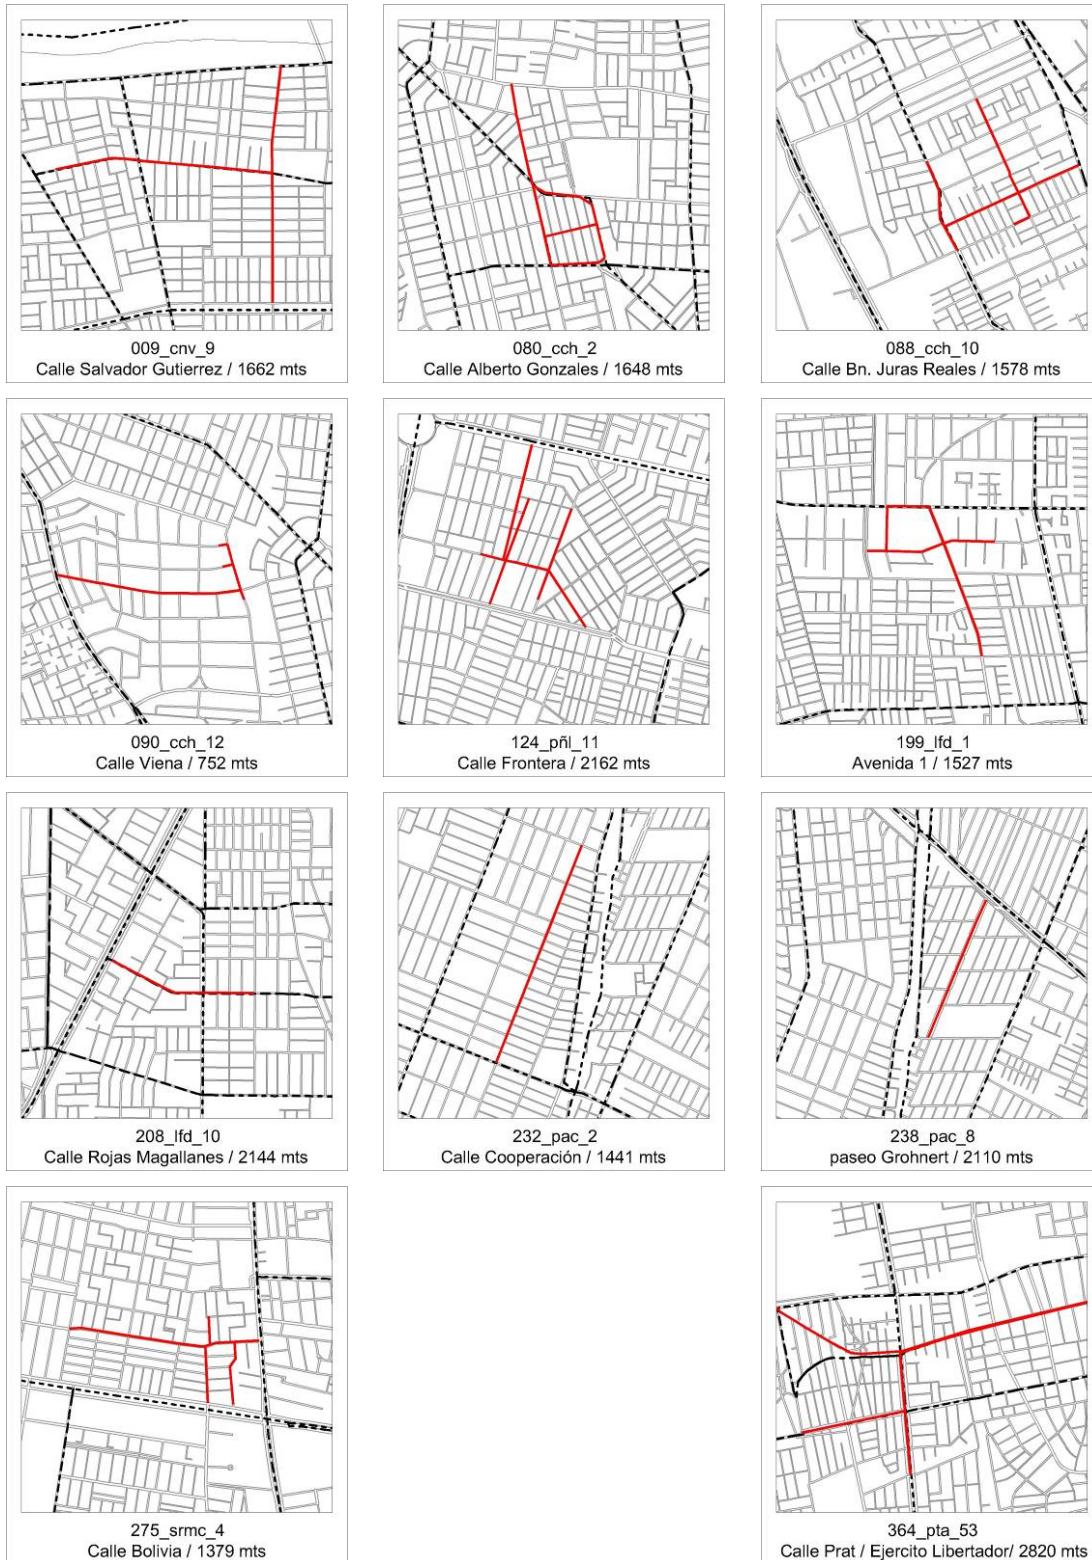 009_cnv_9
Calle Salvador Gutierrez / 1662 mts
080_cch_2
Calle Alberto Gonzales / 1648 mts
088_cch_10
Calle Bn. Juras Reales / 1578 mts
090_cch_12
Calle Viena / 752 mts
124_pñl_11
Calle Frontera / 2162 mts
199_lfd_1
Avenida 1 / 1527 mts
208_lfd_10
Calle Rojas Magallanes / 2144 mts
232_pac_2
Calle Cooperación / 1441 mts
238_pac_8
paseo Grohnert / 2110 mts
275_srmc_4
Calle Bolivia / 1379 mts
364_pta_53
Calle Prat / Ejercito Libertador/ 2820 mts